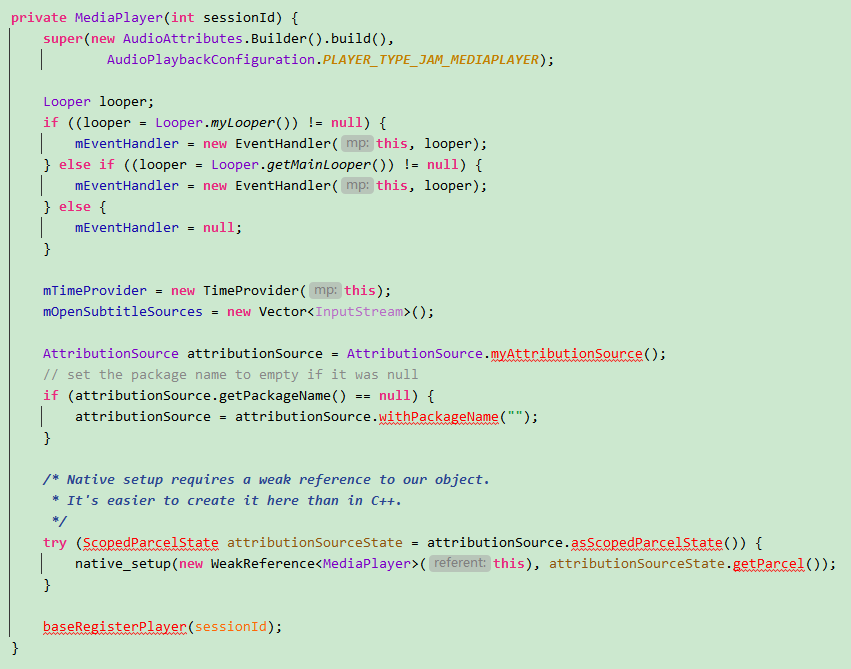 private MediaPlayer(int sessionId) {
    super(new AudioAttributes.Builder().build(),
            AudioPlaybackConfiguration.PLAYER_TYPE_JAM_MEDIAPLAYER);

    Looper looper;
    if ((looper = Looper.myLooper()) != null) {
        mEventHandler = new EventHandler( mp: this, looper);
    } else if ((looper = Looper.getMainLooper()) != null) {
        mEventHandler = new EventHandler( mp: this, looper);
    } else {
        mEventHandler = null;
    }

    mTimeProvider = new TimeProvider( mp: this);
    mOpenSubtitleSources = new Vector<InputStream>();

    AttributionSource attributionSource = AttributionSource.myAttributionSource();
    // set the package name to empty if it was null
    if (attributionSource.getPackageName() == null) {
        attributionSource = attributionSource.withPackageName("");
    }

    /* Native setup requires a weak reference to our object.
     * It's easier to create it here than in C++.
     */
    try (ScopedParcelState attributionSourceState = attributionSource.asScopedParcelState()) {
        native_setup(new WeakReference<MediaPlayer>( referent: this), attributionSourceState.getParcel());
    }

    baseRegisterPlayer(sessionId);
}